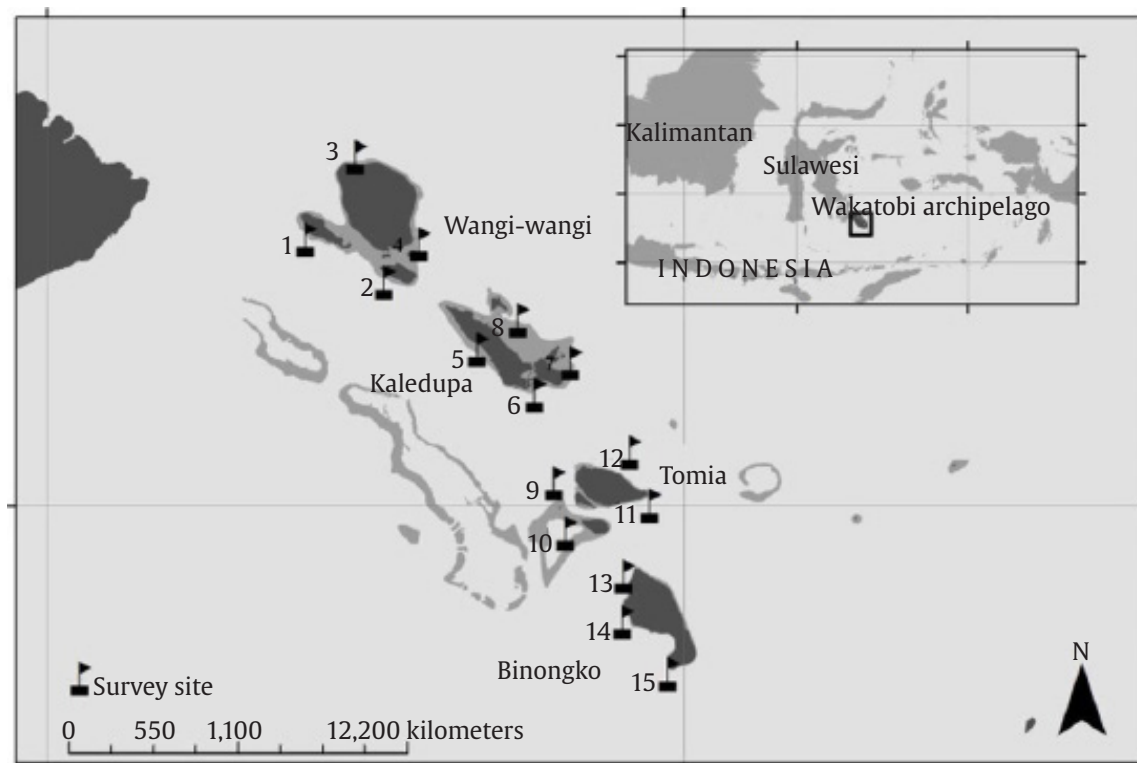 Kalimantan
Sulawesi
Wakatobi archipelago
INDONESIA
3
Wangi-wangi
1
4
2
8
5
7
Kaledupa
6
12
Tomia
9
11
10
13
14
Binongko
15
N
Survey site
0 550 1,100 12,200 kilometers